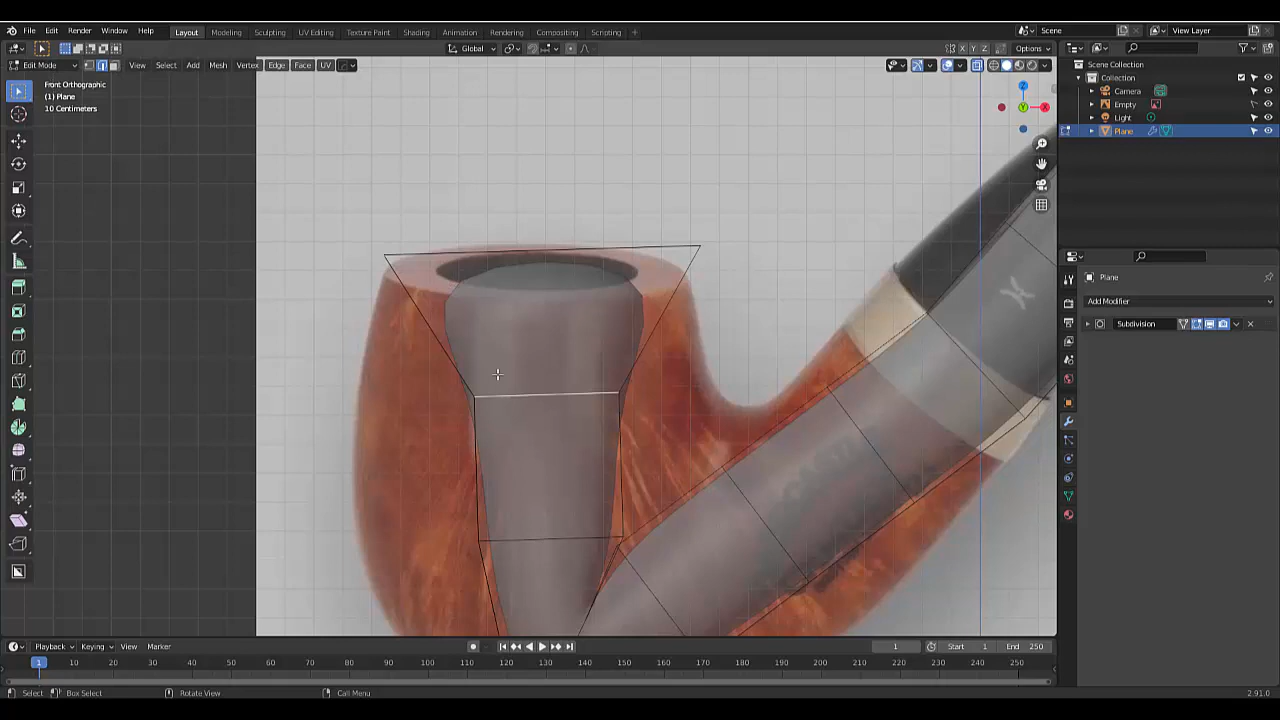 File Edit Render Window Help Layout Modeling Sculpting UV Editing Texture Paint Shading Animation Rendering Compositing Scripting + Scene View Layer
Global X Y Z Options
Edit Mode View Select Add Mesh Vertex Edge Face UV
Front Orthographic
(1) Plane
10 Centimeters
Z
Y
X
Scene Collection
Collection
Camera
Empty
Light
Plane
Plane
Add Modifier
Subdivision
Playback Keying View Marker 1 Start 1 End 250
1 10 20 30 40 50 60 70 80 90 100 110 120 130 140 150 160 170 180 190 200 210 220 230 240 250
Select Box Select Rotate View Call Menu 2.91.0